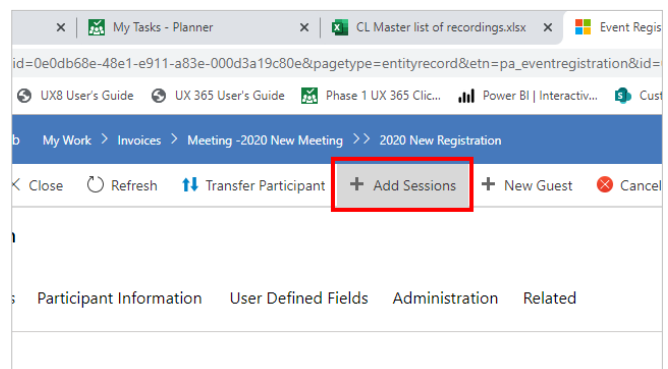 My Tasks - Planner CL Master list of recordings.xlsx Event Regis
id=0e0db68e-48e1-e911-a83e-000d3a19c80e&pagetype=entityrecord&etn=pa_eventregistration&id=
UX8 User's Guide UX 365 User's Guide Phase 1 UX 365 Clic... Power BI | Interactiv... Cust
b My Work > Invoices > Meeting -2020 New Meeting >> 2020 New Registration
Close Refresh Transfer Participant + Add Sessions + New Guest Cancel
Participant Information User Defined Fields Administration Related